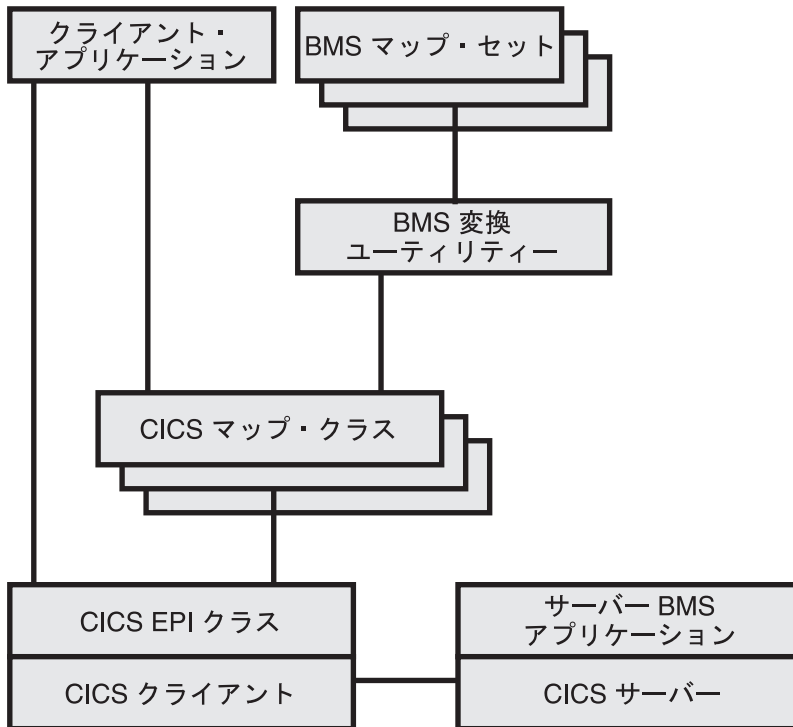 クライアント・
アプリケーション
BMS マップ・セット
BMS 変換
ユーティリティー
CICS マップ・クラス
CICS EPI クラス
CICS クライアント
サーバー BMS
アプリケーション
CICS サーバー